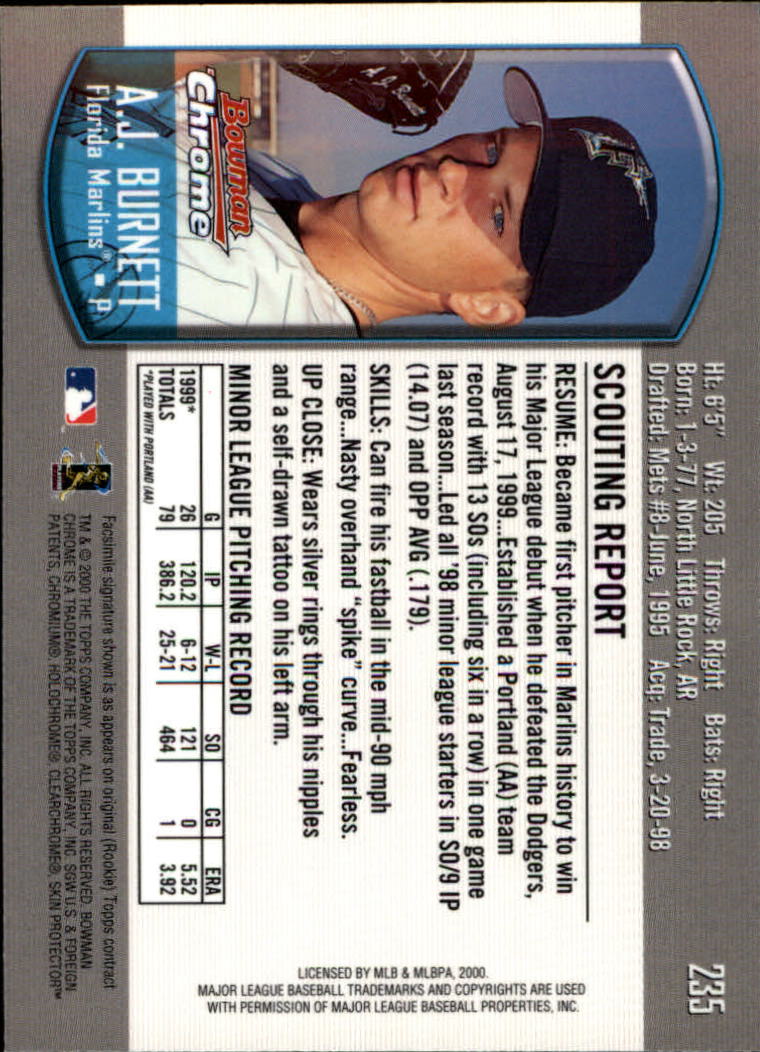 Ht: 6'5" Wt: 205 Throws: Right Bats: Right
Born: 1-3-77, North Little Rock, AR
Drafted: Mets #8-June, 1995 Acq: Trade, 3-20-98
235
SCOUTING REPORT
RESUME: Became first pitcher in Marlins history to win
his Major League debut when he defeated the Dodgers,
August 17, 1999...Established a Portland (AA) team
record with 13 SOs (including six in a row) in one game
last season...Led all '98 minor league starters in SO/9 IP
(14.07) and OPP AVG (.179).
SKILLS: Can fire his fastball in the mid-90 mph
range...Nasty overhand "spike" curve...Fearless.
UP CLOSE: Wears silver rings through his nipples
and a self-drawn tattoo on his left arm.
MINOR LEAGUE PITCHING RECORD
G IP W-L SO CG ERA
1999* 26 120.2 6-12 121 0 5.52
TOTALS 79 386.2 25-21 464 1 3.92
*PLAYED WITH PORTLAND (AA)
A. J. Burnett
Bowman
Chrome
A.J. BURNETT
Florida Marlins® - P
Facsimile signature shown is as appears on original (Rookie) Topps contract
TM & © 2000 THE TOPPS COMPANY, INC. ALL RIGHTS RESERVED. BOWMAN
CHROME IS A TRADEMARK OF THE TOPPS COMPANY, INC. SGW U.S. & FOREIGN
PATENTS, CHROMIUM®, HOLOCHROME®, CLEARCHROME®, SKIN PROTECTOR™
LICENSED BY MLB & MLBPA, 2000.
MAJOR LEAGUE BASEBALL TRADEMARKS AND COPYRIGHTS ARE USED
WITH PERMISSION OF MAJOR LEAGUE BASEBALL PROPERTIES, INC.